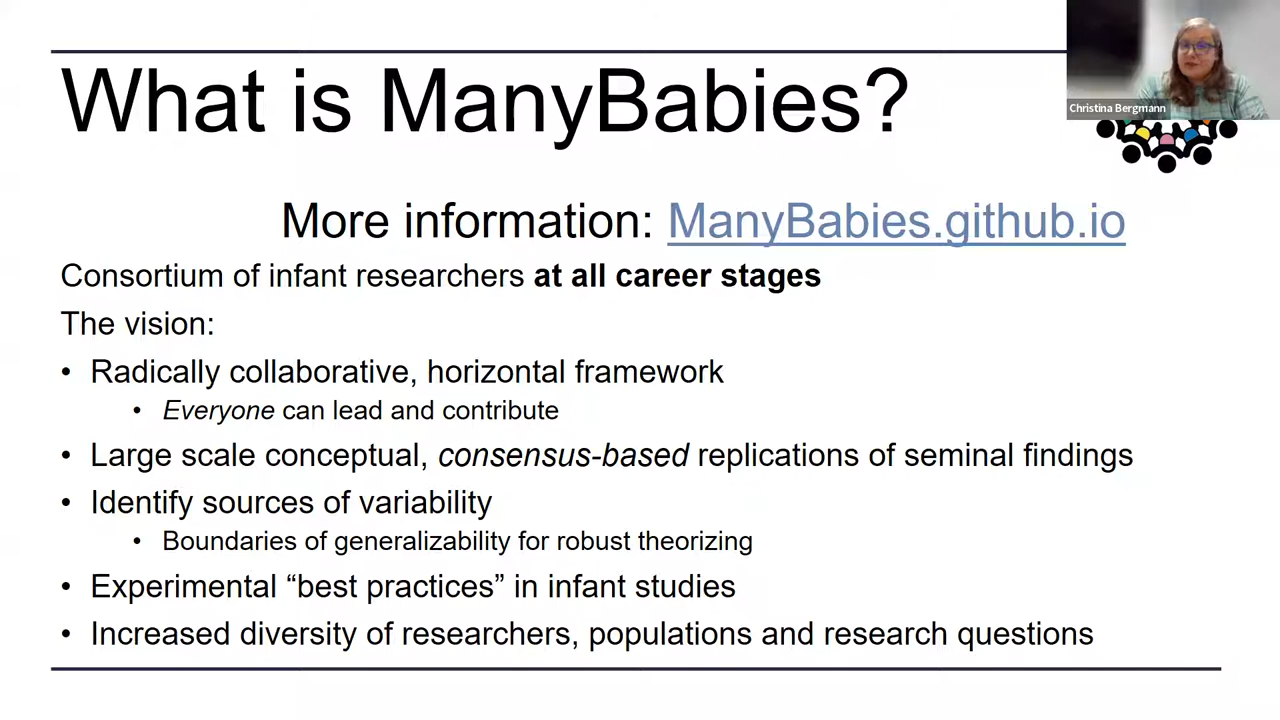 What is ManyBabies?
Christina Bergmann
More information: ManyBabies.github.io
Consortium of infant researchers at all career stages
The vision:
• Radically collaborative, horizontal framework
• Everyone can lead and contribute
• Large scale conceptual, consensus-based replications of seminal findings
• Identify sources of variability
• Boundaries of generalizability for robust theorizing
• Experimental “best practices” in infant studies
• Increased diversity of researchers, populations and research questions